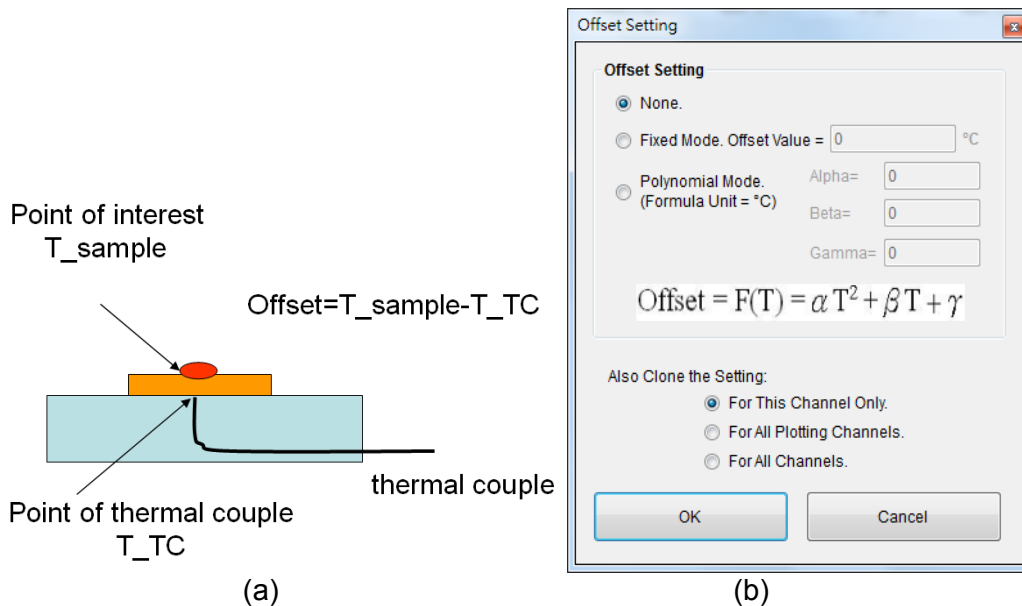 Point of interest
T_sample
Offset=T_sample-T_TC
thermal couple
Point of thermal couple
T_TC
(a)
Offset Setting
x
Offset Setting
None.
Fixed Mode. Offset Value = 0 °C
Polynomial Mode.
(Formula Unit = °C)
Alpha= 0
Beta= 0
Gamma= 0
Offset = F(T) = α T² + β T + γ
Also Clone the Setting:
For This Channel Only.
For All Plotting Channels.
For All Channels.
OK Cancel
(b)